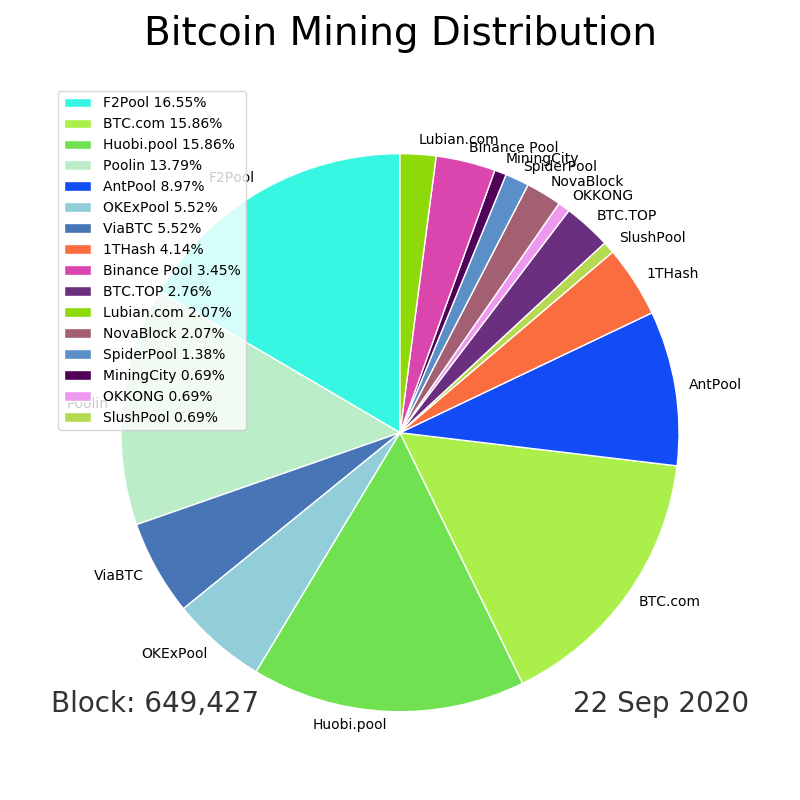 Bitcoin Mining Distribution
F2Pool 16.55%
BTC.com 15.86%
Huobi.pool 15.86%
Poolin 13.79%
AntPool 8.97%
OKExPool 5.52%
ViaBTC 5.52%
1THash 4.14%
Binance Pool 3.45%
BTC.TOP 2.76%
Lubian.com 2.07%
NovaBlock 2.07%
SpiderPool 1.38%
MiningCity 0.69%
OKKONG 0.69%
SlushPool 0.69%
Lubian.com
Binance Pool
MiningCity
SpiderPool
NovaBlock
OKKONG
BTC.TOP
SlushPool
1THash
AntPool
BTC.com
Huobi.pool
OKExPool
ViaBTC
Poolin
F2Pool
Block: 649,427
22 Sep 2020